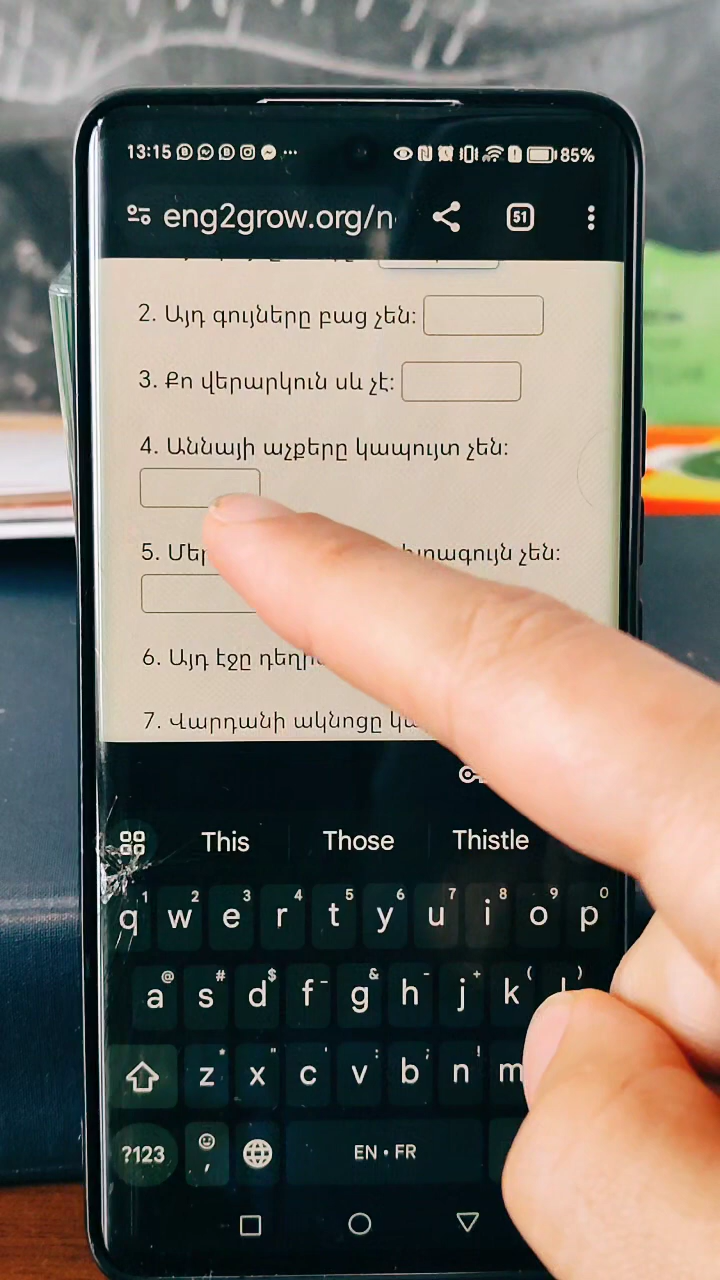 13:15
85%
eng2grow.org/n
51
2. Այդ գույները բաց չեն:
3. Քո վերարկուն սև չէ:
4. Աննայի աչքերը կապույտ չեն:
5. չեն:
6. Այդ էջը
7. Վարդանի ակնոցը
This Those Thistle
1 2 3 4 5 6 7 8 9 0
q w e r t y u i o p
@ # $ - & - + ( )
a s d f g h j k l
* " ' : ; !
z x c v b n m
?123 , EN • FR